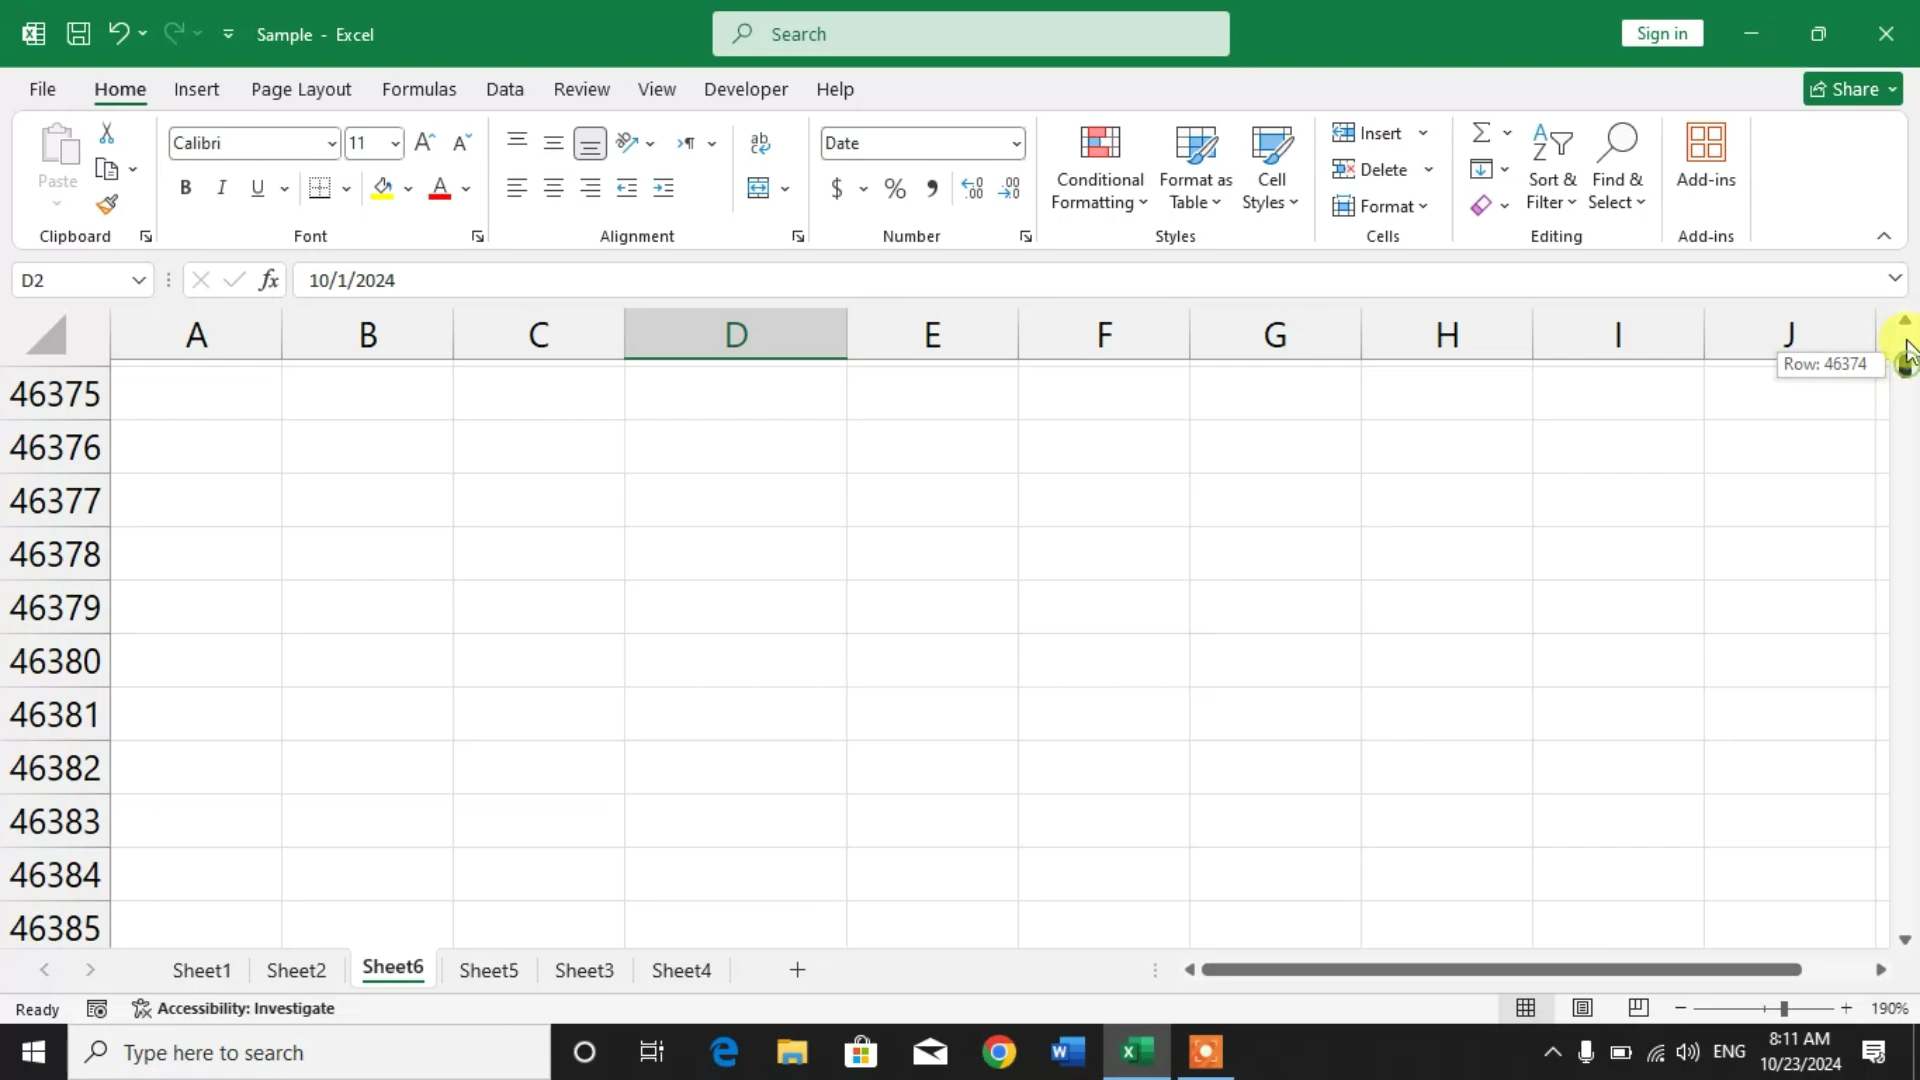 Sample - Excel
Search
Sign in
File Home Insert Page Layout Formulas Data Review View Developer Help
Share
Paste
Clipboard
Calibri 11
B I U A
Font
ab
Alignment
Date
$ % 9 .00
Number
Conditional Formatting
Format as Table
Cell Styles
Styles
Insert
Delete
Format
Cells
Sort & Filter
Find & Select
Editing
Add-ins
Add-ins
D2 fx 10/1/2024
A B C D E F G H I J
Row: 46374
46375
46376
46377
46378
46379
46380
46381
46382
46383
46384
46385
Sheet1 Sheet2 Sheet6 Sheet5 Sheet3 Sheet4
Ready Accessibility: Investigate 190%
Type here to search
ENG
8:11 AM
10/23/2024